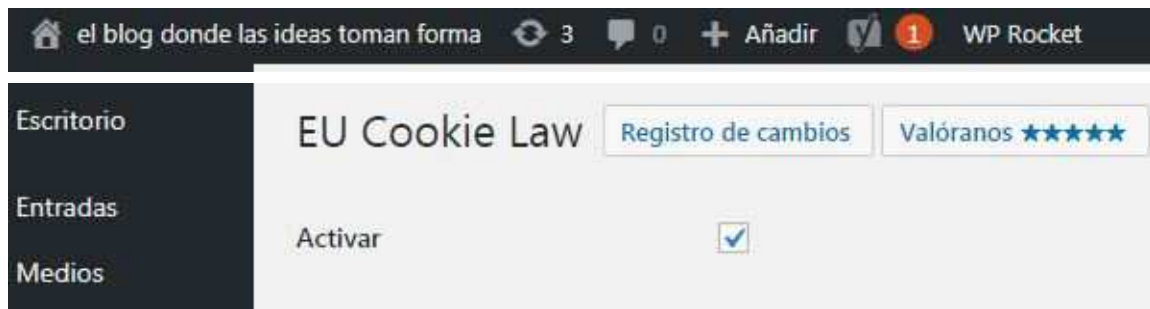 el blog donde las ideas toman forma 3 0 + Añadir 1 WP Rocket
Escritorio
EU Cookie Law Registro de cambios Valóranos ★★★★★
Entradas
Activar
Medios